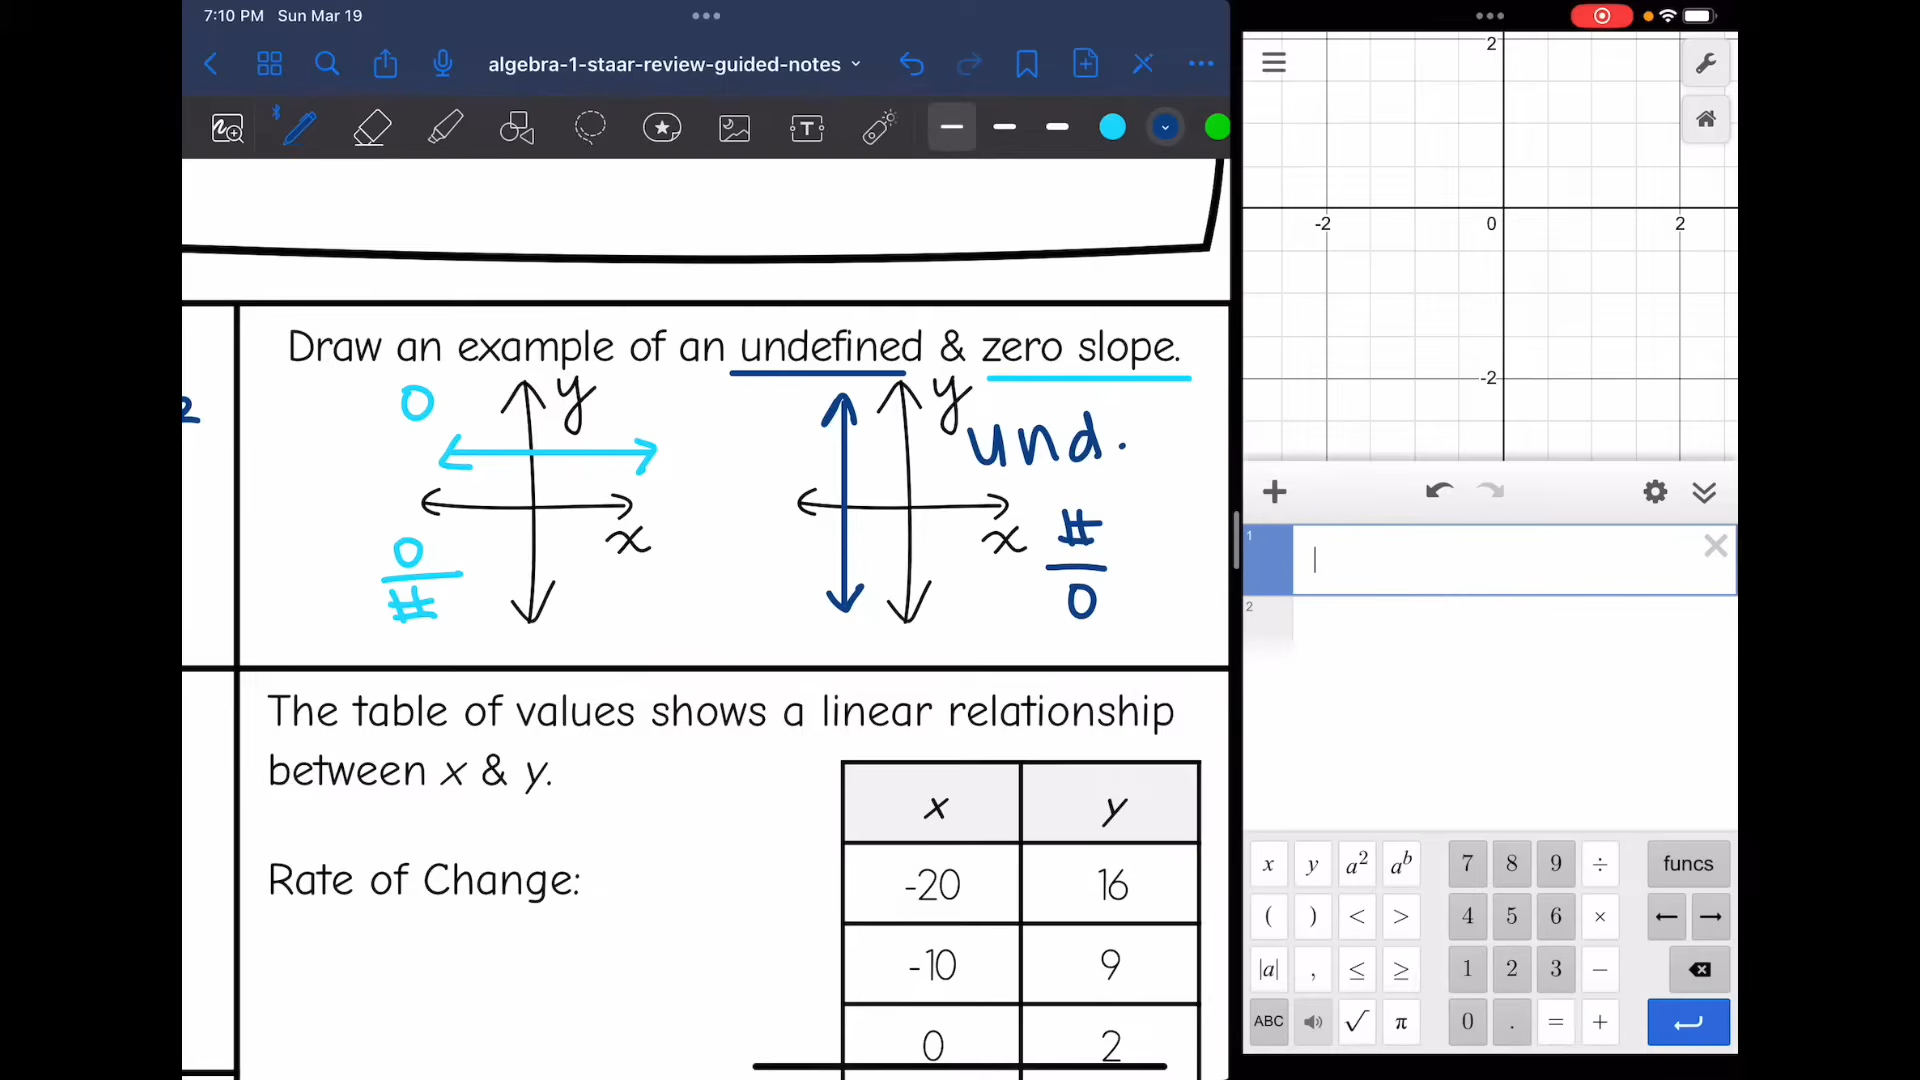 7:10 PM Sun Mar 19
algebra-1-staar-review-guided-notes
Draw an example of an undefined & zero slope.
0
y
x
0
#
y
und.
x
#
0
The table of values shows a linear relationship
between x & y.
Rate of Change:
x y
-20 16
-10 9
0 2
2
-2 0 2
-2
1
2
x y a² aᵇ 7 8 9 ÷ funcs
( ) < > 4 5 6 × ← →
|a| , ≤ ≥ 1 2 3 −
ABC √ π 0 . = +